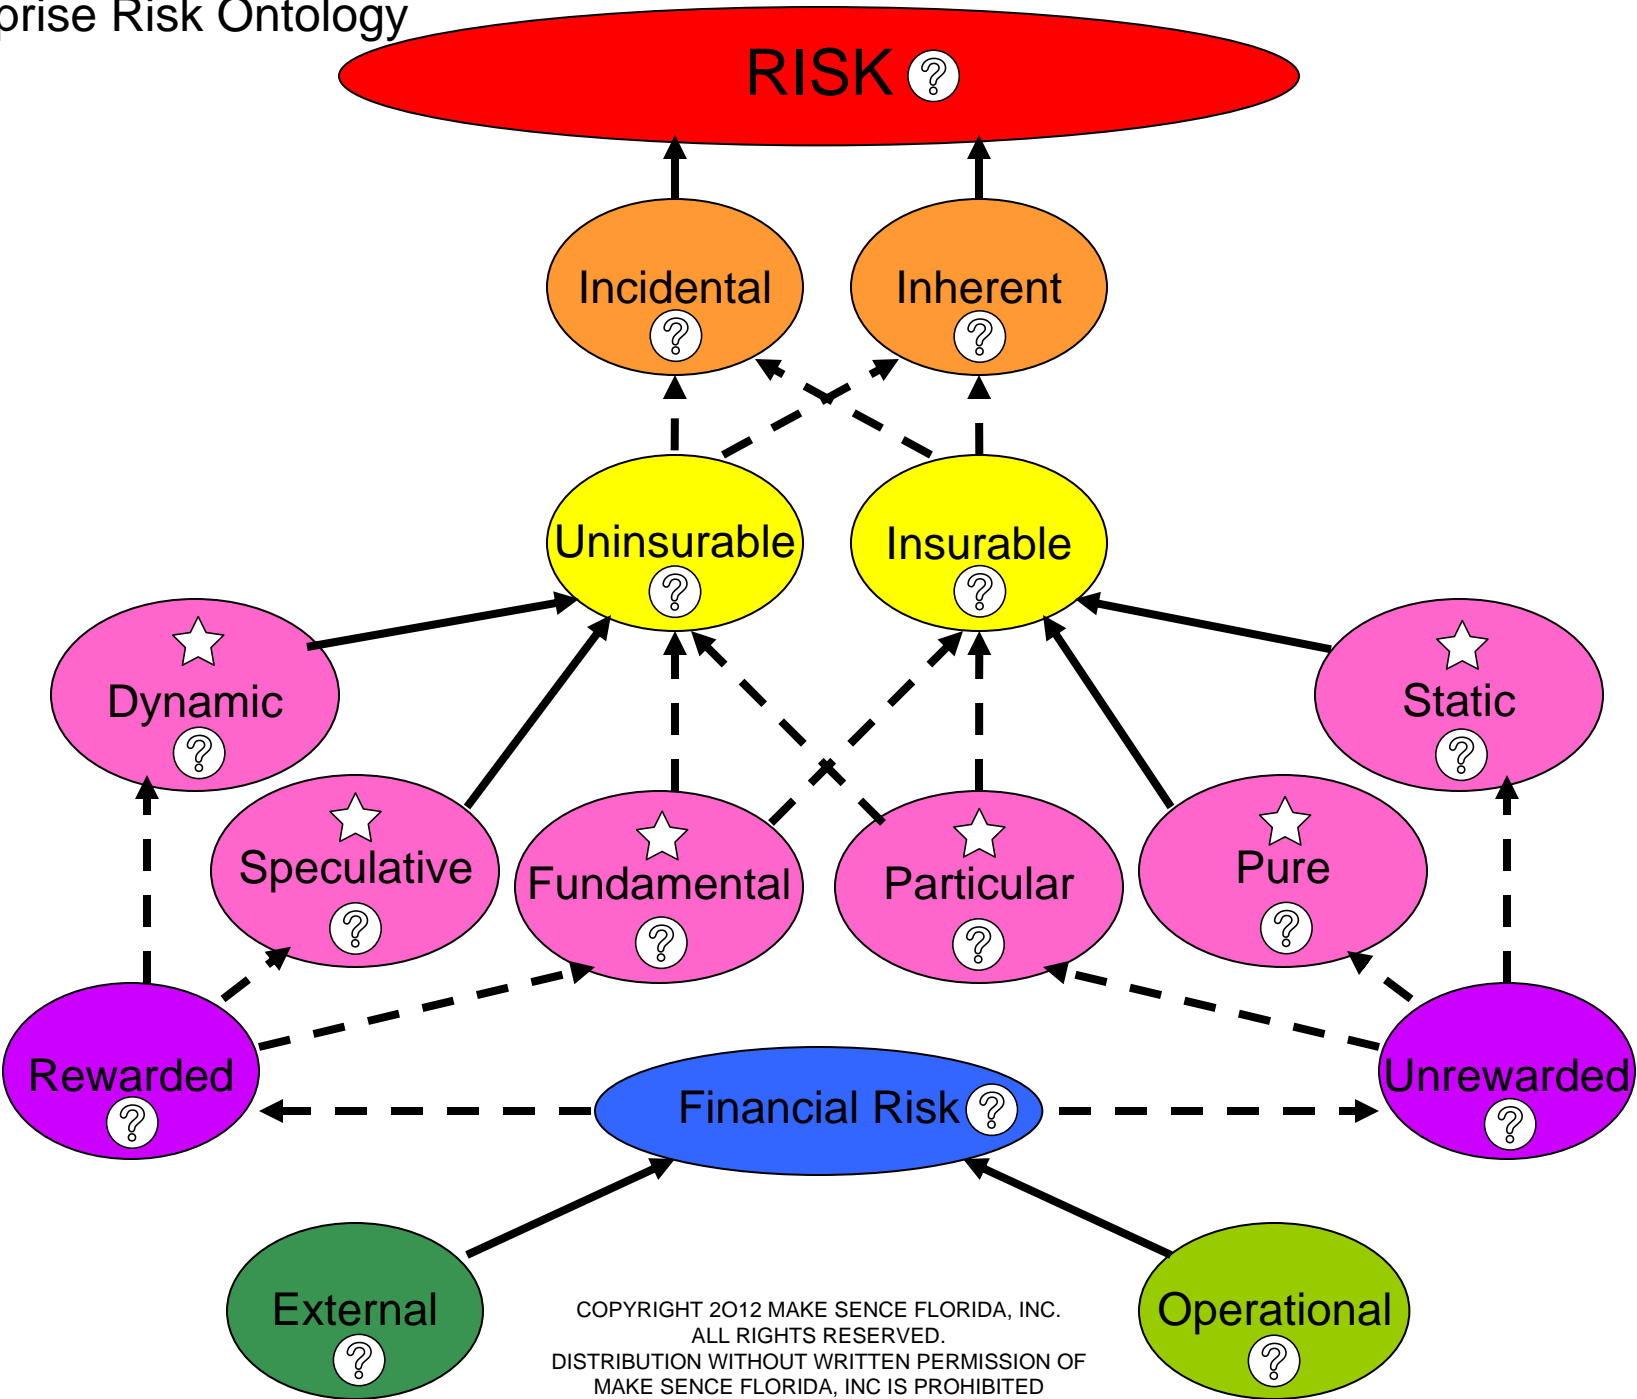 prise Risk Ontology
RISK
Incidental
Inherent
Uninsurable
Insurable
Dynamic
Static
Speculative
Fundamental
Particular
Pure
Rewarded
Financial Risk
Unrewarded
External
Operational
COPYRIGHT 2O12 MAKE SENCE FLORIDA, INC.
ALL RIGHTS RESERVED.
DISTRIBUTION WITHOUT WRITTEN PERMISSION OF
MAKE SENCE FLORIDA, INC IS PROHIBITED